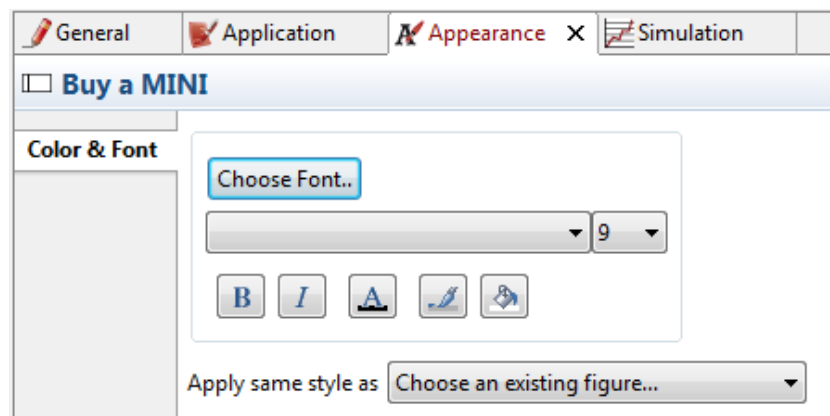 General Application Appearance Simulation
Buy a MINI
Color & Font
Choose Font..
9
B I A
Apply same style as Choose an existing figure...